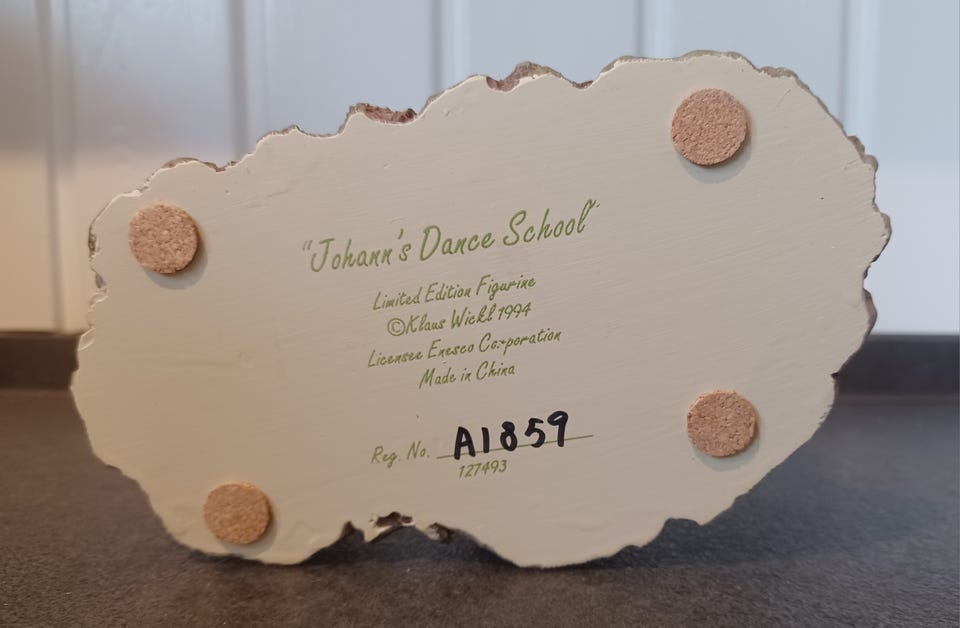 "Johann's Dance School"
Limited Edition Figurine
©Klaus Wickl 1994
Licensee Enesco Corporation
Made in China
Reg. No. A1859
127493